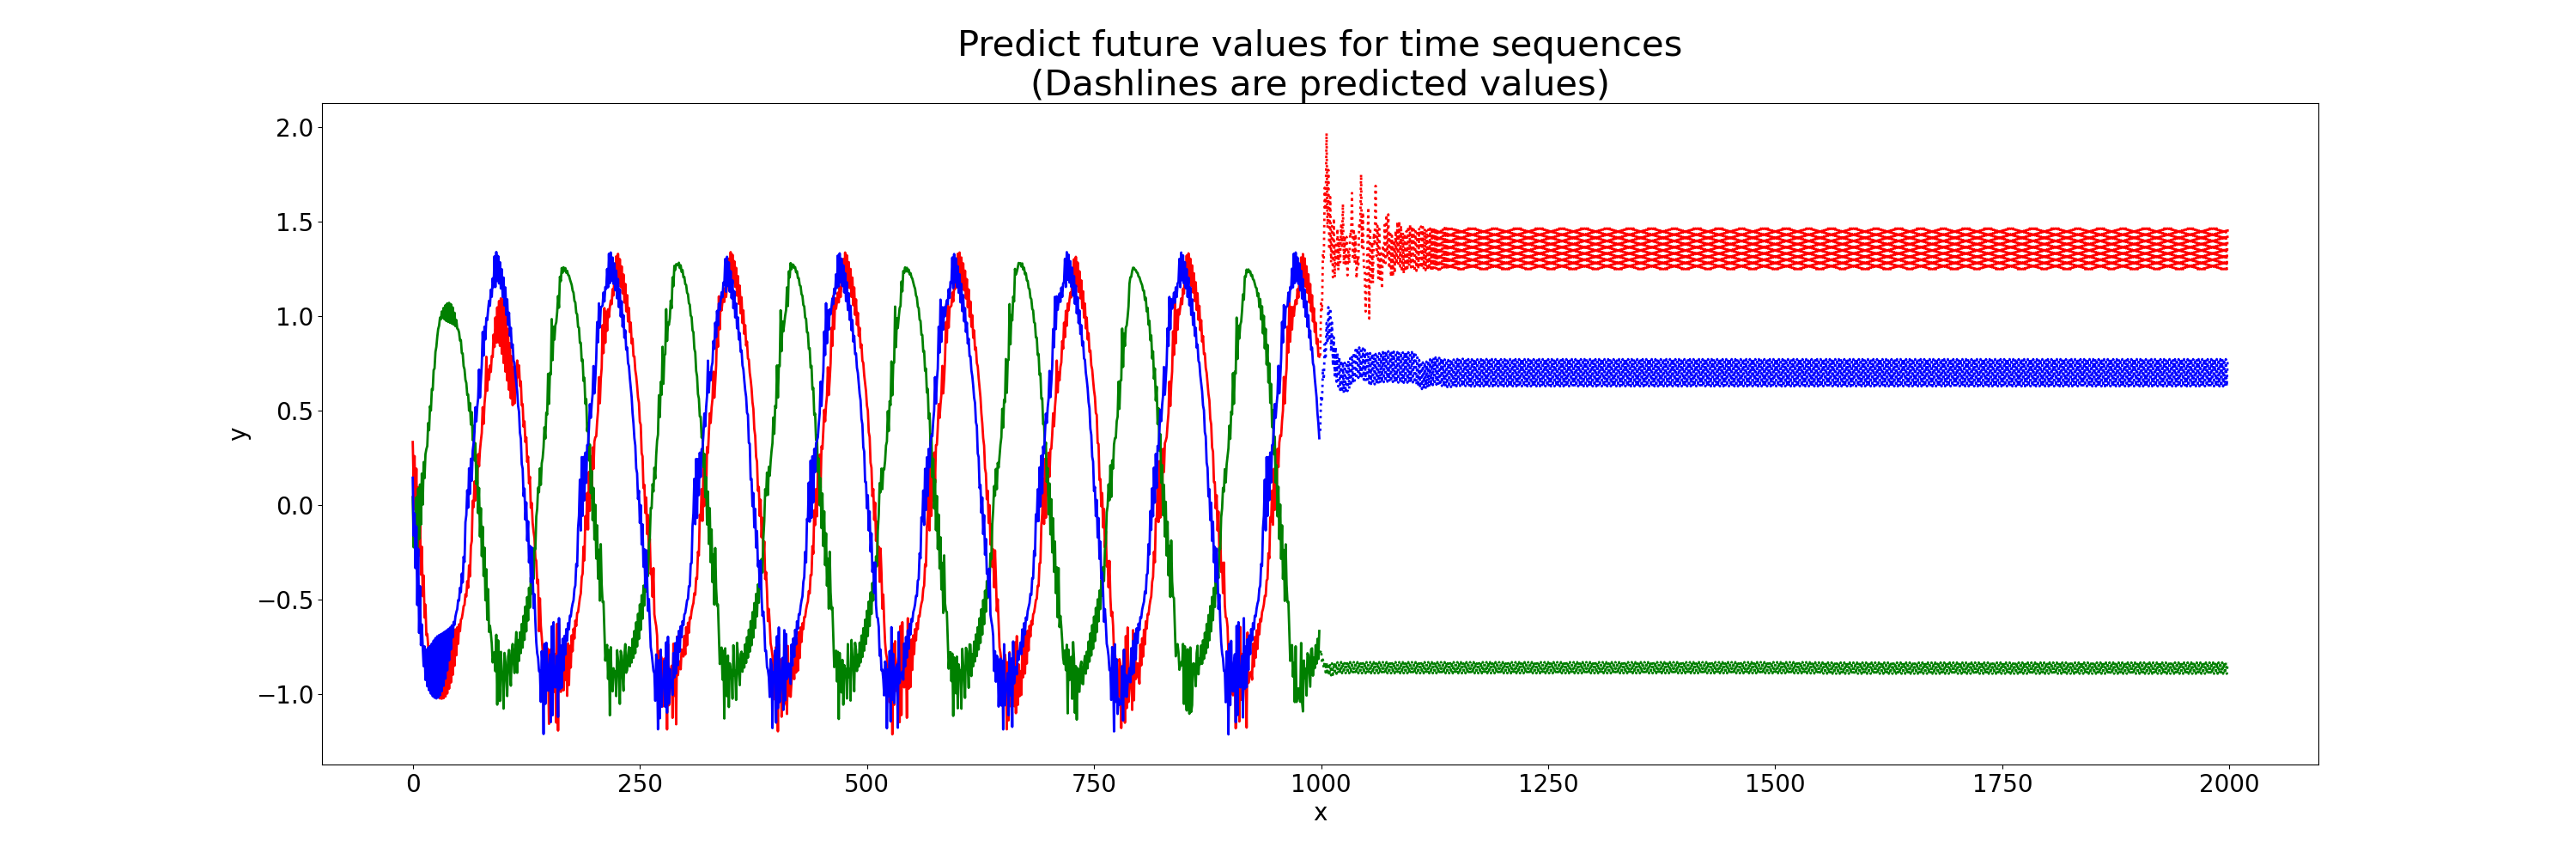 Predict future values for time sequences
(Dashlines are predicted values)
2.0
1.5
1.0
0.5
0.0
−0.5
−1.0
y
0 250 500 750 1000 1250 1500 1750 2000
x